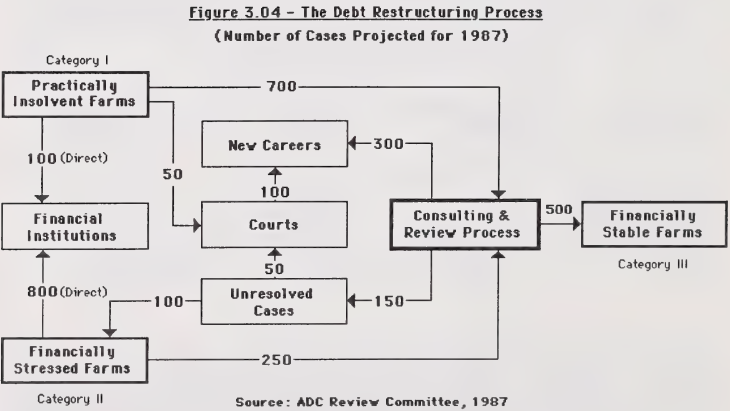 Figure 3.04 - The Debt Restructuring Process
(Number of Cases Projected for 1987)
Category I
Practically
Insolvent Farms
700
100 (Direct)
50
New Careers
300
100
Financial
Institutions
Courts
Consulting &
Review Process
500
Financially
Stable Farms
Category III
50
800 (Direct)
100
Unresolved
Cases
150
Financially
Stressed Farms
250
Category II
Source: ADC Review Committee, 1987